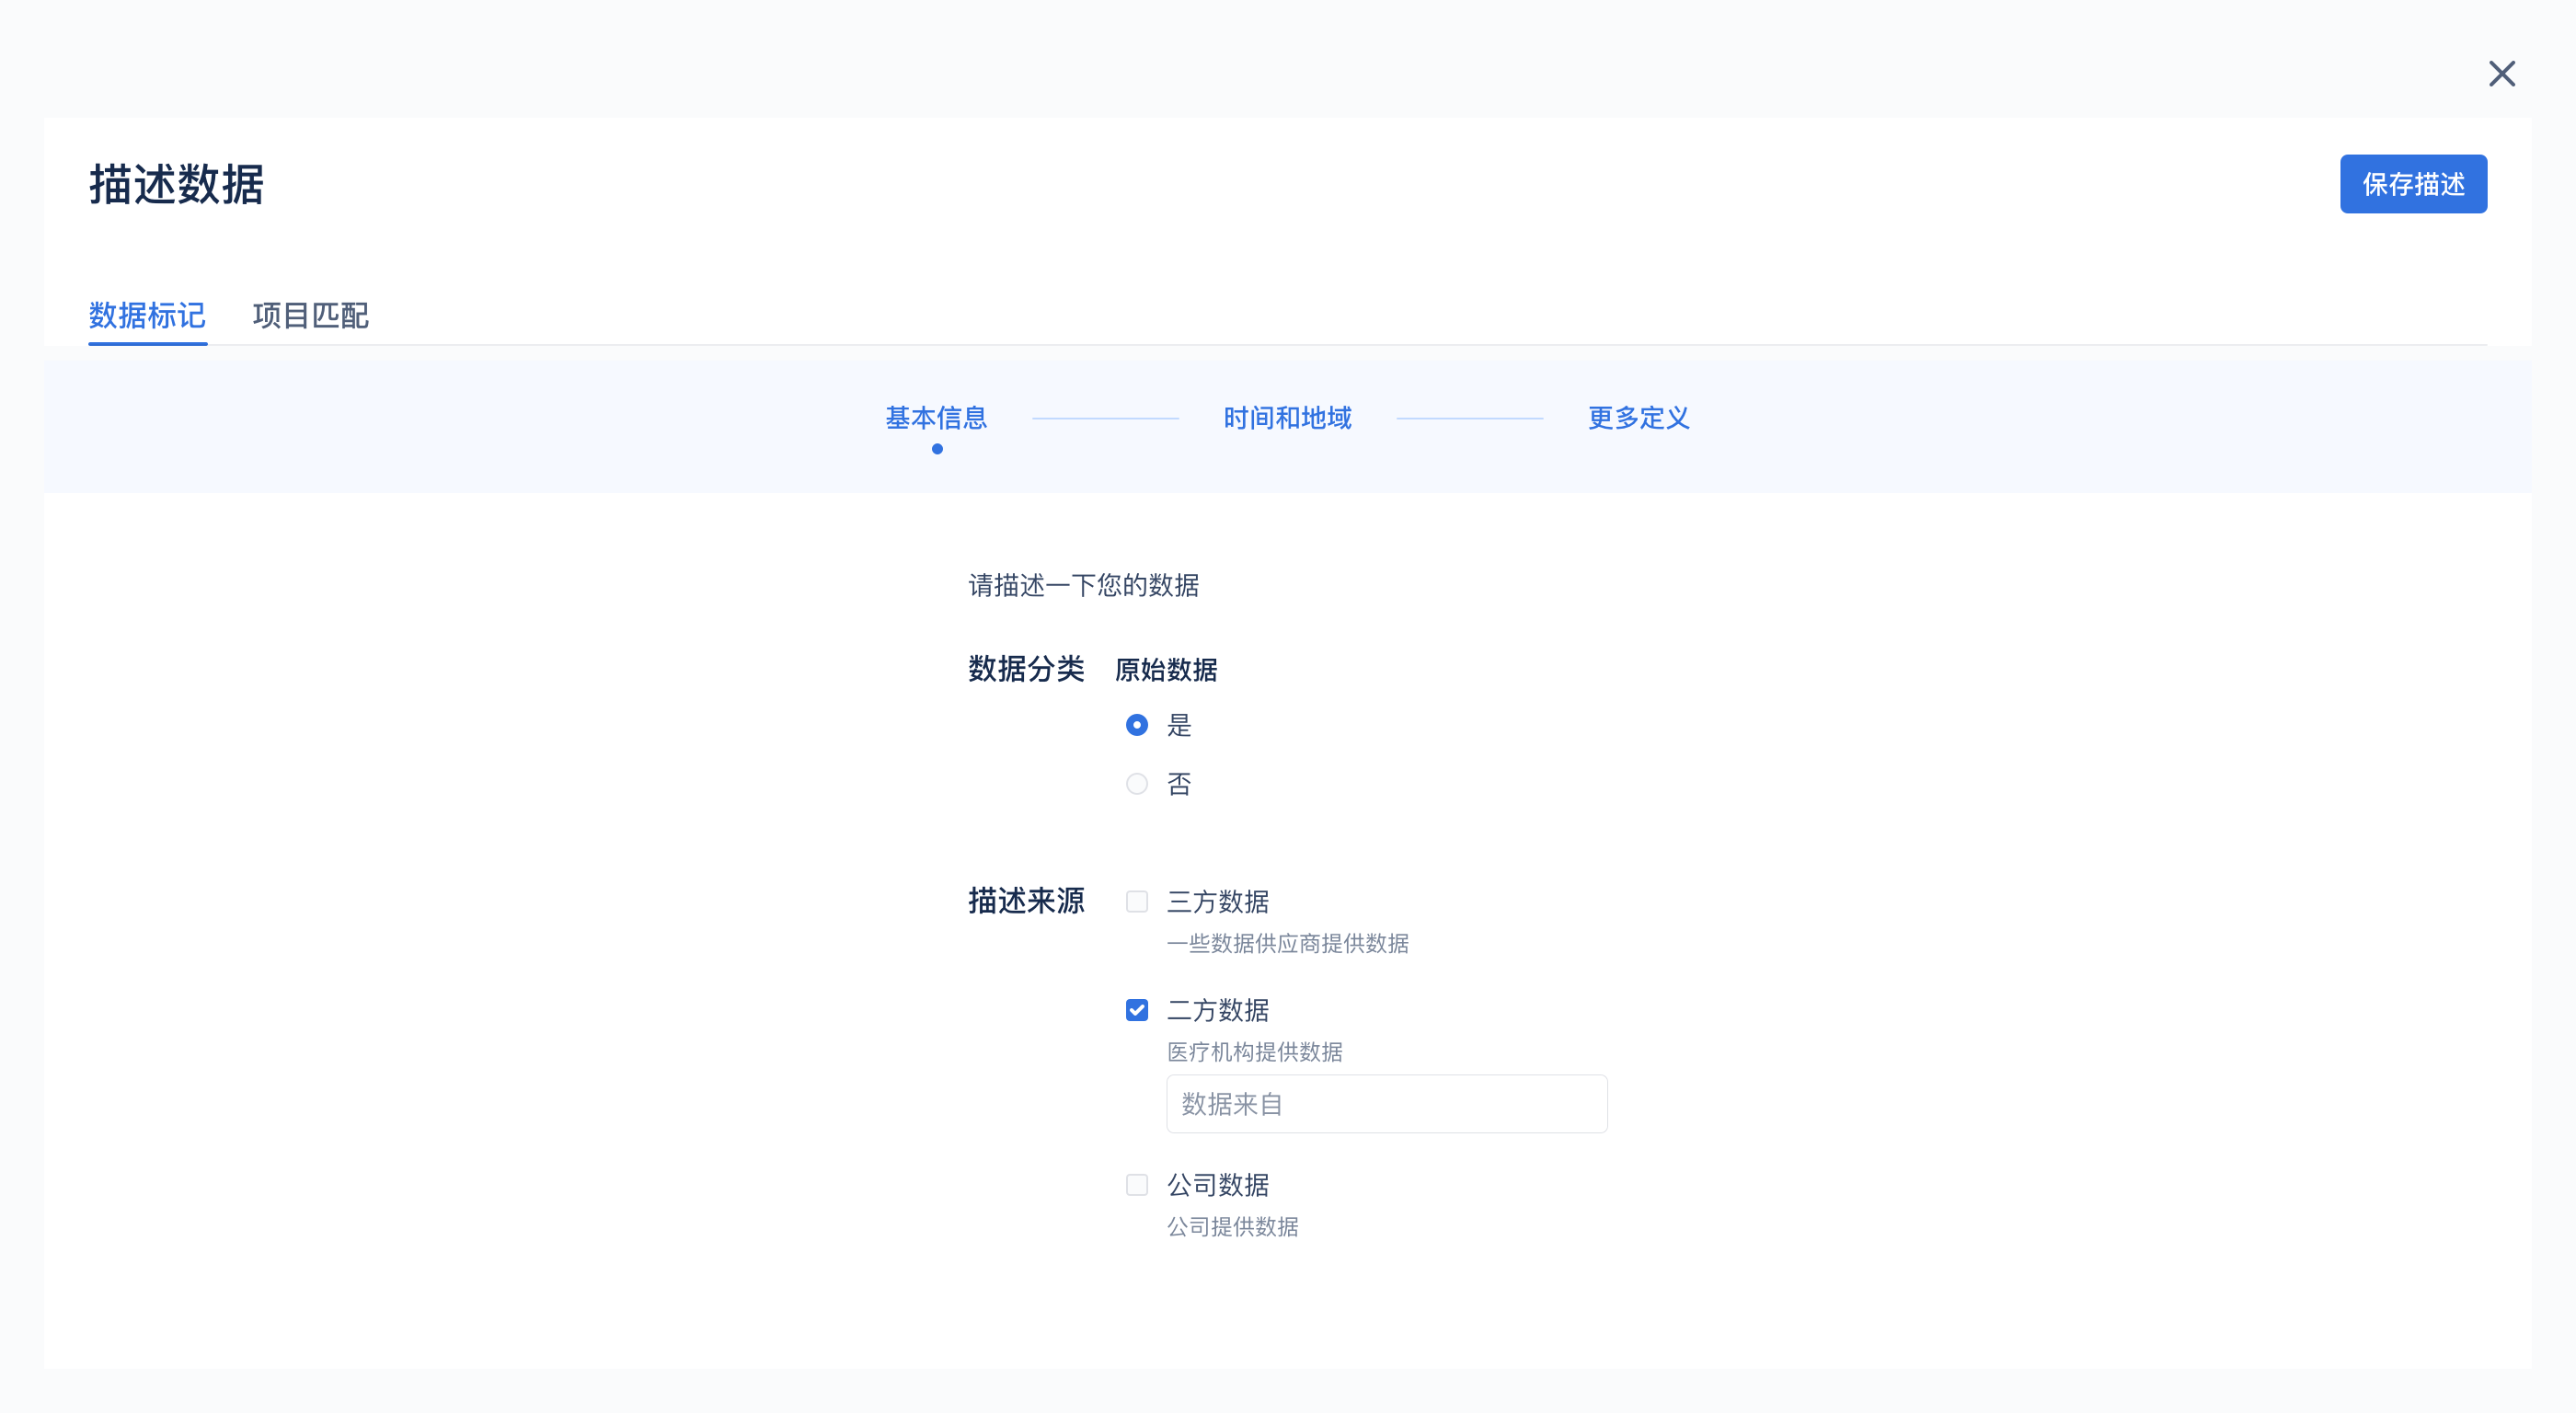 描述数据
保存描述
数据标记 项目匹配
基本信息 时间和地域 更多定义
请描述一下您的数据
数据分类 原始数据
是
否
描述来源 三方数据
一些数据供应商提供数据
二方数据
医疗机构提供数据
数据来自
公司数据
公司提供数据